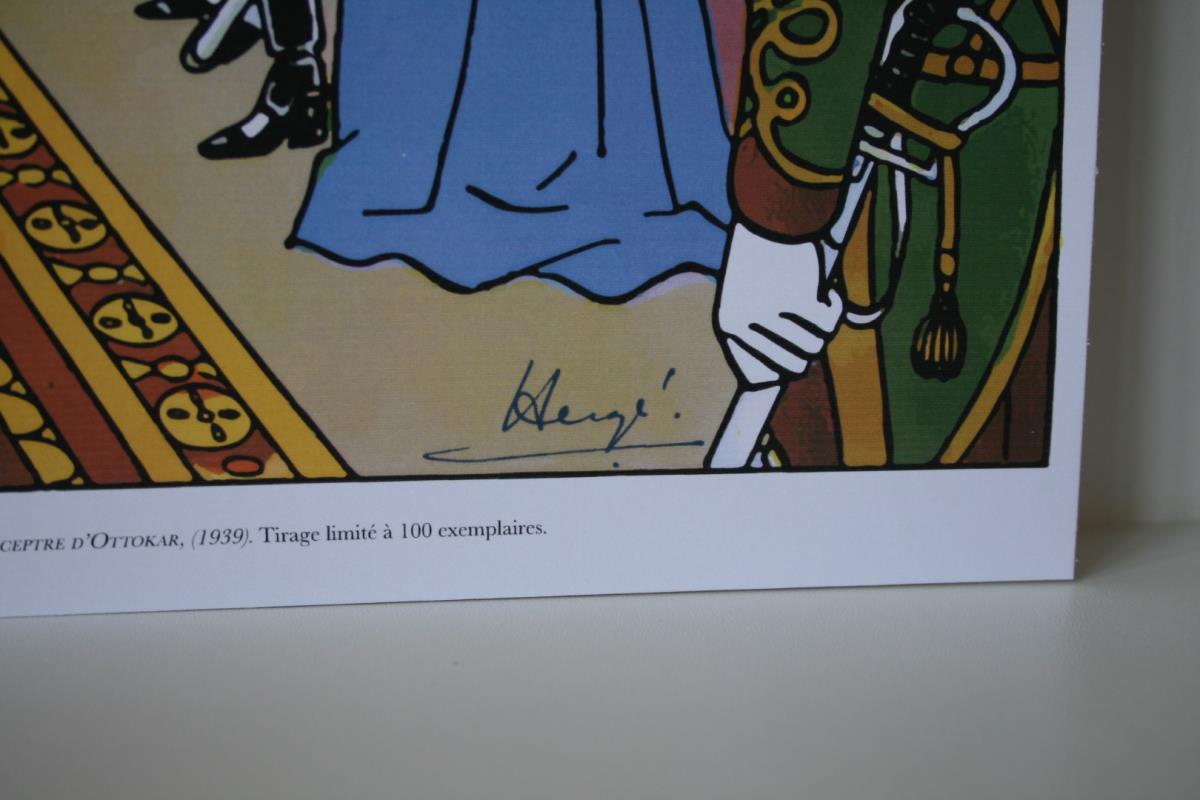 Hergé.
CEPTRE D'OTTOKAR, (1939). Tirage limité à 100 exemplaires.